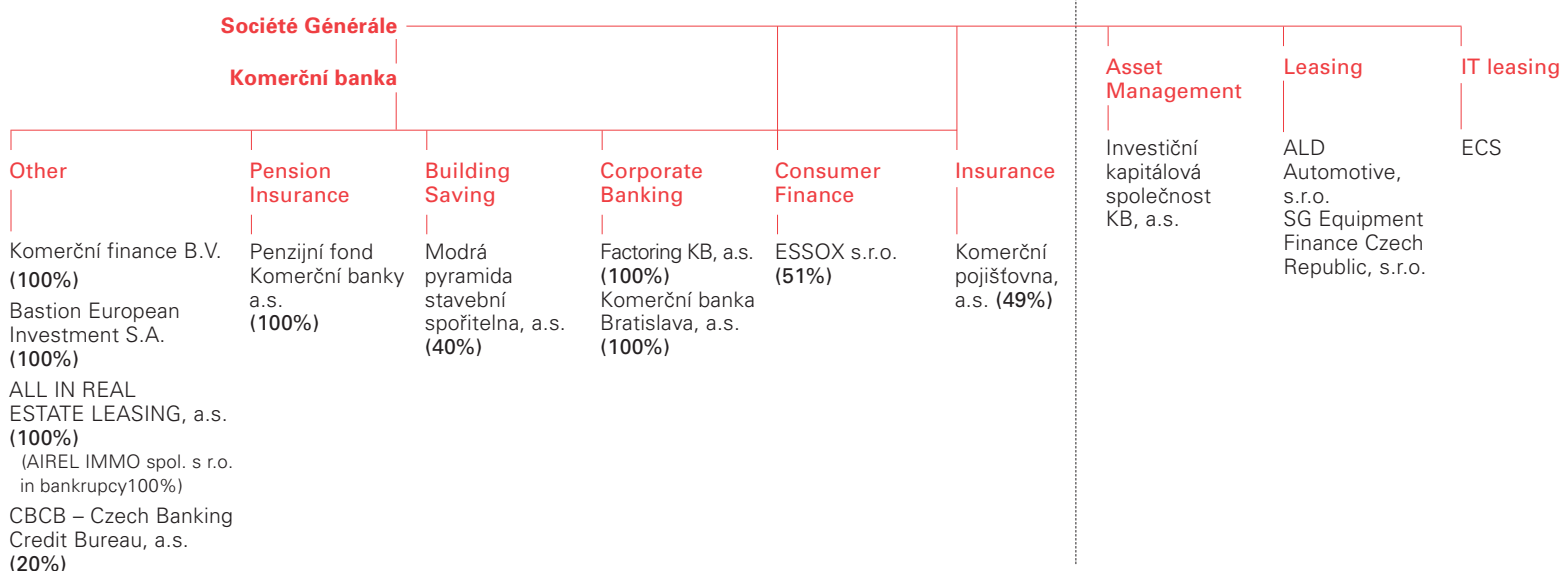 Société Générale
Komerční banka
Other
Komerční finance B.V.
(100%)
Bastion European
Investment S.A.
(100%)
ALL IN REAL
ESTATE LEASING, a.s.
(100%)
(AIREL IMMO spol. s r.o.
in bankrupcy100%)
CBCB – Czech Banking
Credit Bureau, a.s.
(20%)
Pension
Insurance
Penzijní fond
Komerční banky
a.s.
(100%)
Building
Saving
Modrá
pyramida
stavební
spořitelna, a.s.
(40%)
Corporate
Banking
Factoring KB, a.s.
(100%)
Komerční banka
Bratislava, a.s.
(100%)
Consumer
Finance
ESSOX s.r.o.
(51%)
Insurance
Komerční
pojišťovna,
a.s. (49%)
Asset
Management
Investiční
kapitálová
společnost
KB, a.s.
Leasing
ALD
Automotive,
s.r.o.
SG Equipment
Finance Czech
Republic, s.r.o.
IT leasing
ECS